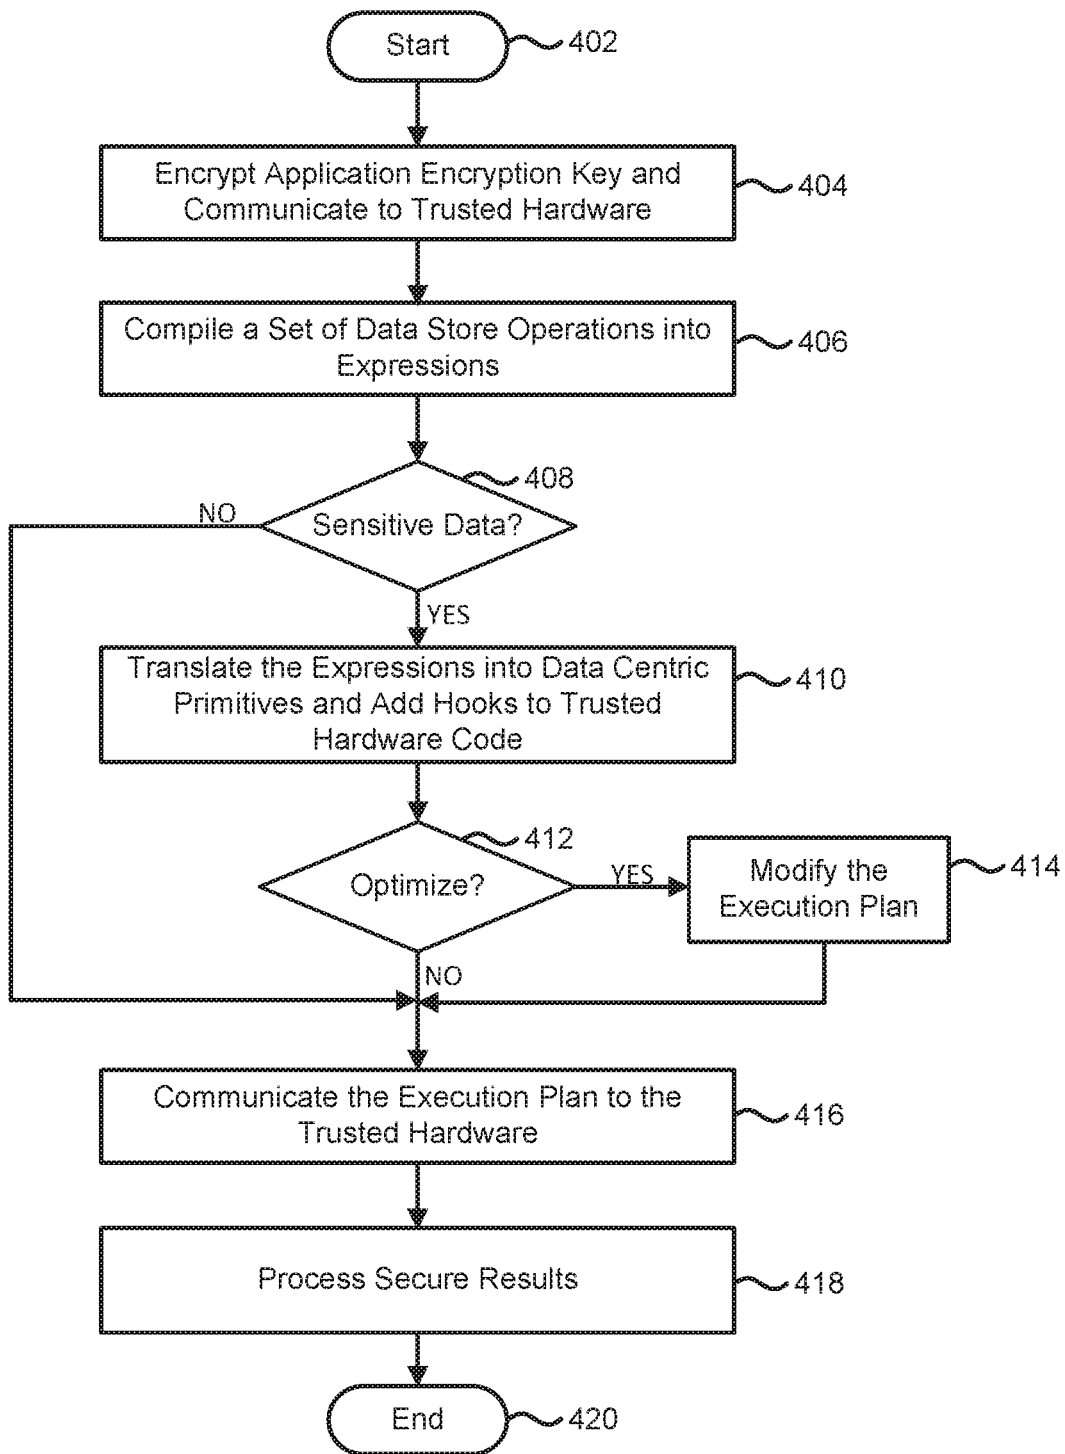 Start
402
Encrypt Application Encryption Key and
Communicate to Trusted Hardware
404
Compile a Set of Data Store Operations into
Expressions
406
408
NO
Sensitive Data?
YES
Translate the Expressions into Data Centric
Primitives and Add Hooks to Trusted
Hardware Code
410
412
Optimize?
YES
Modify the
Execution Plan
414
NO
Communicate the Execution Plan to the
Trusted Hardware
416
Process Secure Results
418
End
420